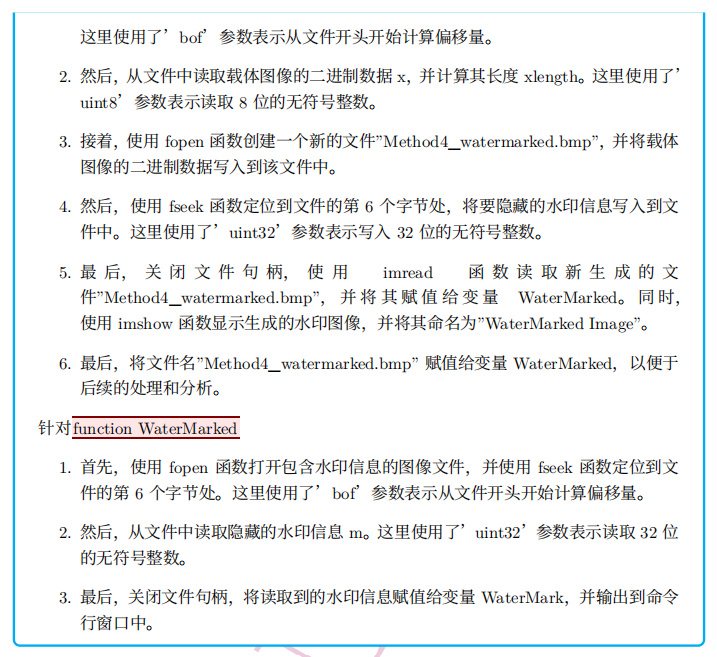 这里使用了’bof’参数表示从文件开头开始计算偏移量。
2. 然后，从文件中读取载体图像的二进制数据 x，并计算其长度 xlength。这里使用了’
uint8’参数表示读取 8 位的无符号整数。
3. 接着，使用 fopen 函数创建一个新的文件”Method4_watermarked.bmp”，并将载体
图像的二进制数据写入到该文件中。
4. 然后，使用 fseek 函数定位到文件的第 6 个字节处，将要隐藏的水印信息写入到文
件中。这里使用了’uint32’参数表示写入 32 位的无符号整数。
5. 最后，关闭文件句柄，使用 imread 函数读取新生成的文
件”Method4_watermarked.bmp”，并将其赋值给变量 WaterMarked。同时，
使用 imshow 函数显示生成的水印图像，并将其命名为”WaterMarked Image”。
6. 最后，将文件名”Method4_watermarked.bmp” 赋值给变量 WaterMarked，以便于
后续的处理和分析。
针对function WaterMarked
1. 首先，使用 fopen 函数打开包含水印信息的图像文件，并使用 fseek 函数定位到文
件的第 6 个字节处。这里使用了’bof’参数表示从文件开头开始计算偏移量。
2. 然后，从文件中读取隐藏的水印信息 m。这里使用了’uint32’参数表示读取 32 位
的无符号整数。
3. 最后，关闭文件句柄，将读取到的水印信息赋值给变量 WaterMark，并输出到命令
行窗口中。